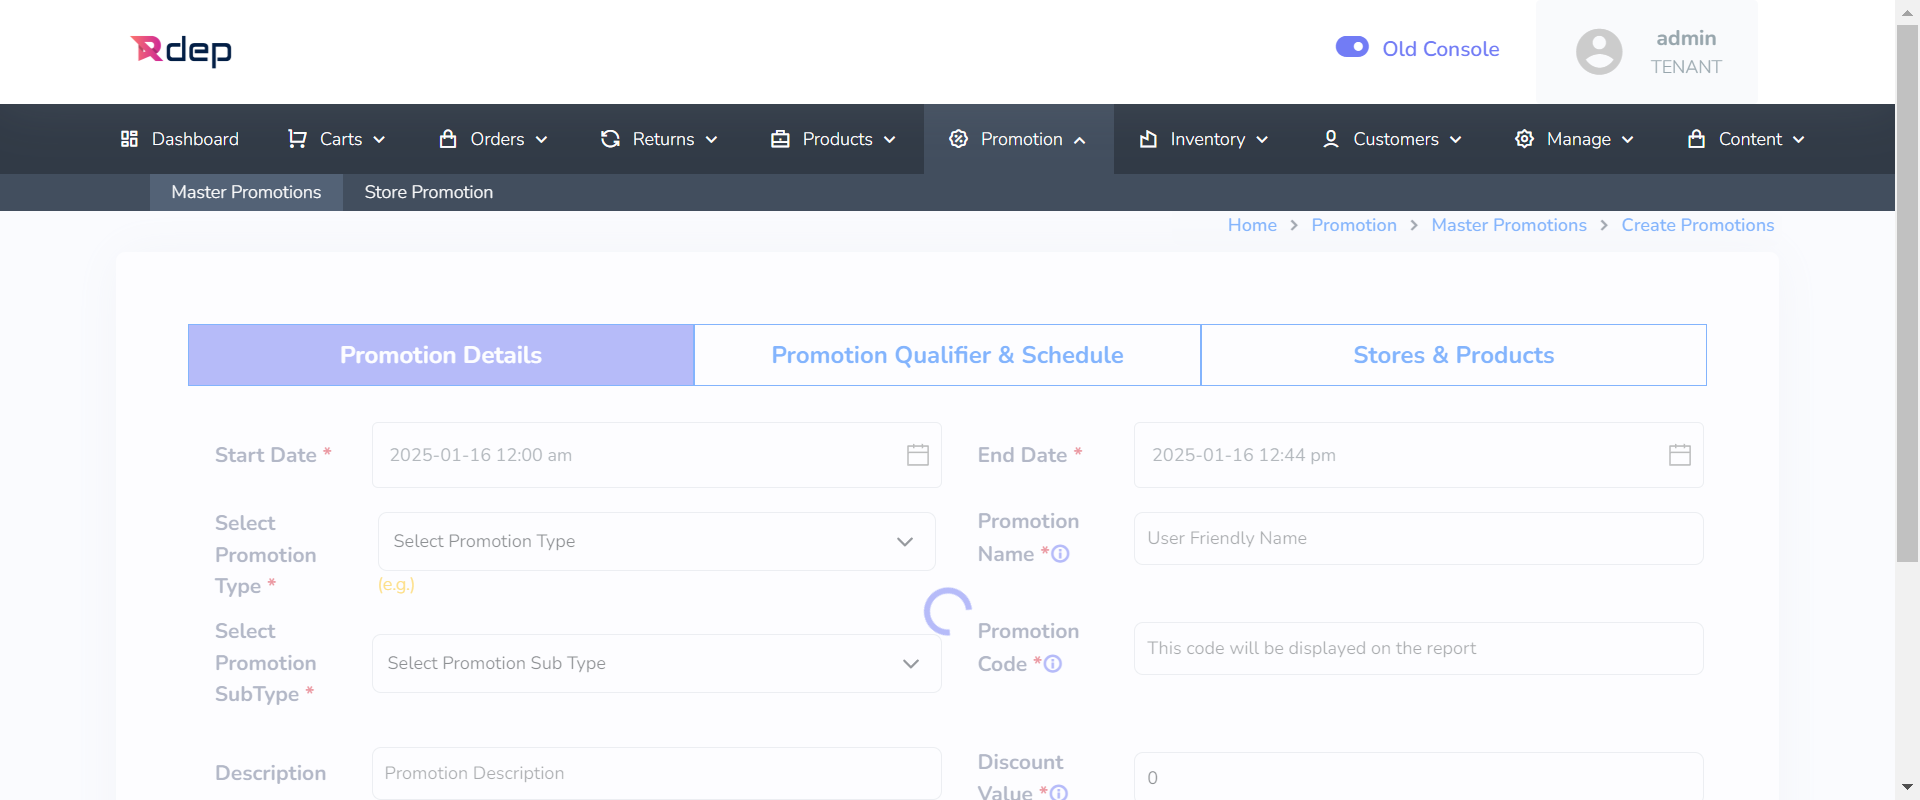 Rdep
Old Console
admin
TENANT
Dashboard Carts Orders Returns Products Promotion Inventory Customers Manage Content
Master Promotions Store Promotion
Home > Promotion > Master Promotions > Create Promotions
Promotion Details Promotion Qualifier & Schedule Stores & Products
Start Date * 2025-01-16 12:00 am End Date * 2025-01-16 12:44 pm
Select
Promotion
Type *
Select Promotion Type
(e.g.)
Promotion
Name *
User Friendly Name
Select
Promotion
SubType *
Select Promotion Sub Type
Promotion
Code *
This code will be displayed on the report
Description Promotion Description
Discount
Value *
0